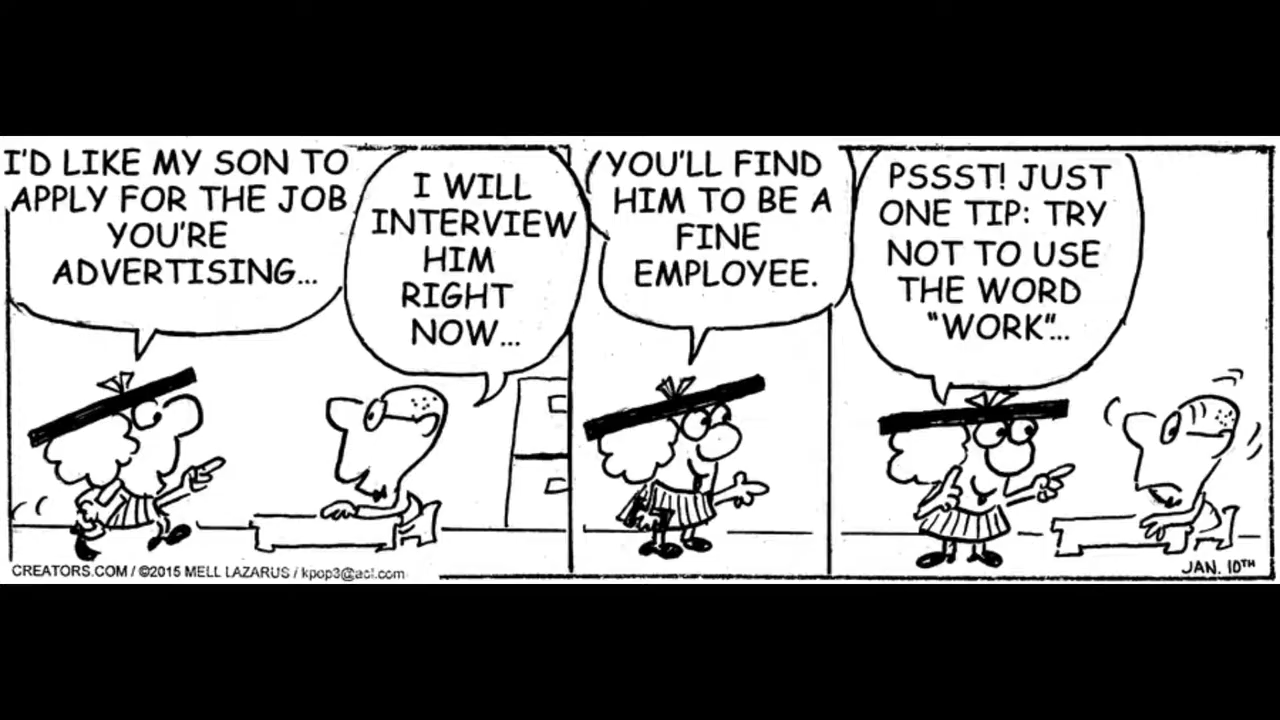 I'D LIKE MY SON TO
APPLY FOR THE JOB
YOU'RE
ADVERTISING...
I WILL
INTERVIEW
HIM
RIGHT
NOW...
YOU'LL FIND
HIM TO BE A
FINE
EMPLOYEE.
PSSST! JUST
ONE TIP: TRY
NOT TO USE
THE WORD
"WORK"...
CREATORS.COM / ©2015 MELL LAZARUS / kpop3@aol.com
JAN. 10TH